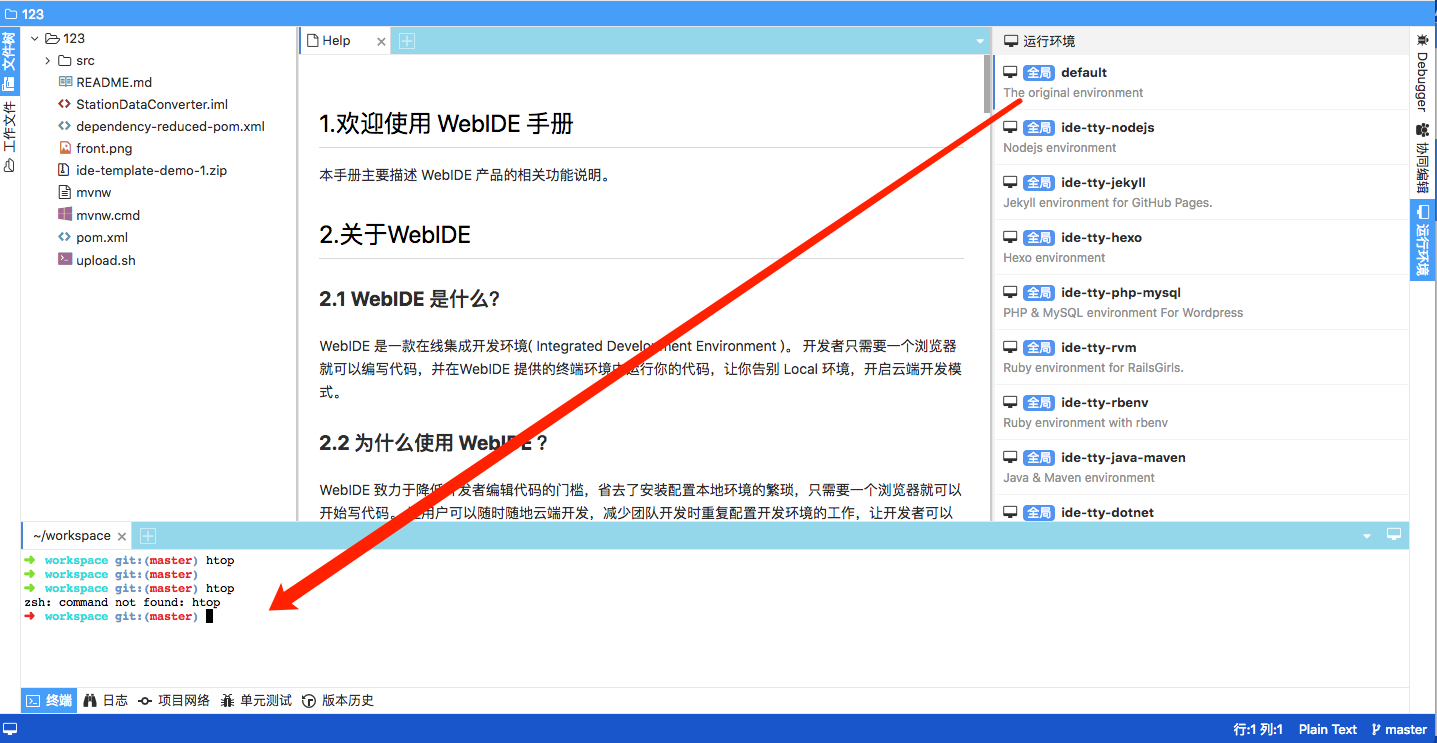 123
文件树
工作文件
123
src
README.md
StationDataConverter.iml
dependency-reduced-pom.xml
front.png
ide-template-demo-1.zip
mvnw
mvnw.cmd
pom.xml
upload.sh
Help
1.欢迎使用 WebIDE 手册
本手册主要描述 WebIDE 产品的相关功能说明。
2.关于WebIDE
2.1 WebIDE 是什么?
WebIDE 是一款在线集成开发环境( Integrated Development Environment )。 开发者只需要一个浏览器
就可以编写代码，并在WebIDE 提供的终端环境中运行你的代码，让你告别 Local 环境，开启云端开发模
式。
2.2 为什么使用 WebIDE ?
WebIDE 致力于降低开发者编辑代码的门槛，省去了安装配置本地环境的繁琐，只需要一个浏览器就可以
开始写代码。用户可以随时随地云端开发，减少团队开发时重复配置开发环境的工作，让开发者可以
运行环境
全局 default
The original environment
全局 ide-tty-nodejs
Nodejs environment
全局 ide-tty-jekyll
Jekyll environment for GitHub Pages.
全局 ide-tty-hexo
Hexo environment
全局 ide-tty-php-mysql
PHP & MySQL environment For Wordpress
全局 ide-tty-rvm
Ruby environment for RailsGirls.
全局 ide-tty-rbenv
Ruby environment with rbenv
全局 ide-tty-java-maven
Java & Maven environment
全局 ide-tty-dotnet
Debugger
协同编辑
运行环境
~/workspace
➜ workspace git:(master) htop
➜ workspace git:(master)
➜ workspace git:(master) htop
zsh: command not found: htop
➜ workspace git:(master)
终端 日志 项目网络 单元测试 版本历史
行:1 列:1 Plain Text master